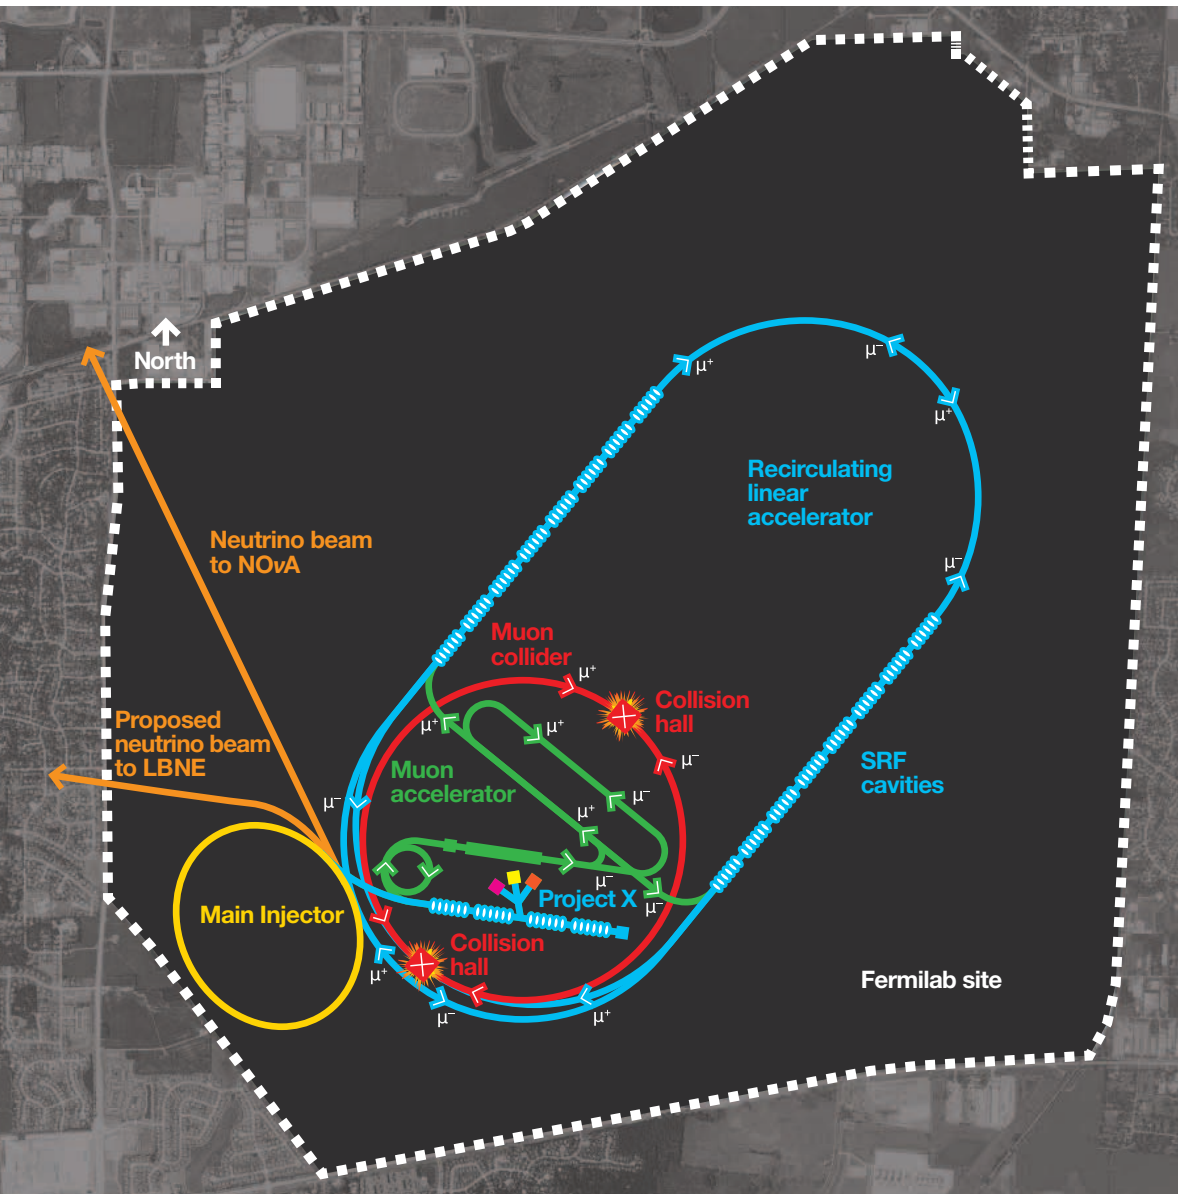 North
μ⁺
μ⁻
μ⁺
Recirculating
linear
accelerator
Neutrino beam
to NOνA
μ⁻
Muon
collider
μ⁺
Collision
hall
Proposed
neutrino beam
to LBNE
μ⁺
μ⁺
μ⁻
SRF
cavities
Muon
accelerator
μ⁻
μ⁻
μ⁺
μ⁻
Project X
μ⁻
Main Injector
Collision
hall
μ⁺
Fermilab site
μ⁻
μ⁺